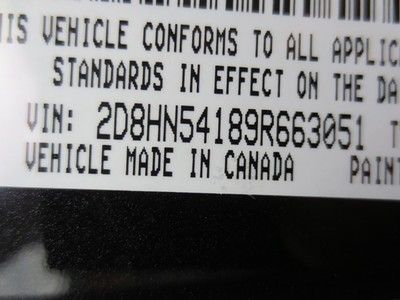 IS VEHICLE CONFORMS TO ALL APPLIC
STANDARDS IN EFFECT ON THE DA
VIN: 2D8HN54189R663051 T
VEHICLE MADE IN CANADA PAINT